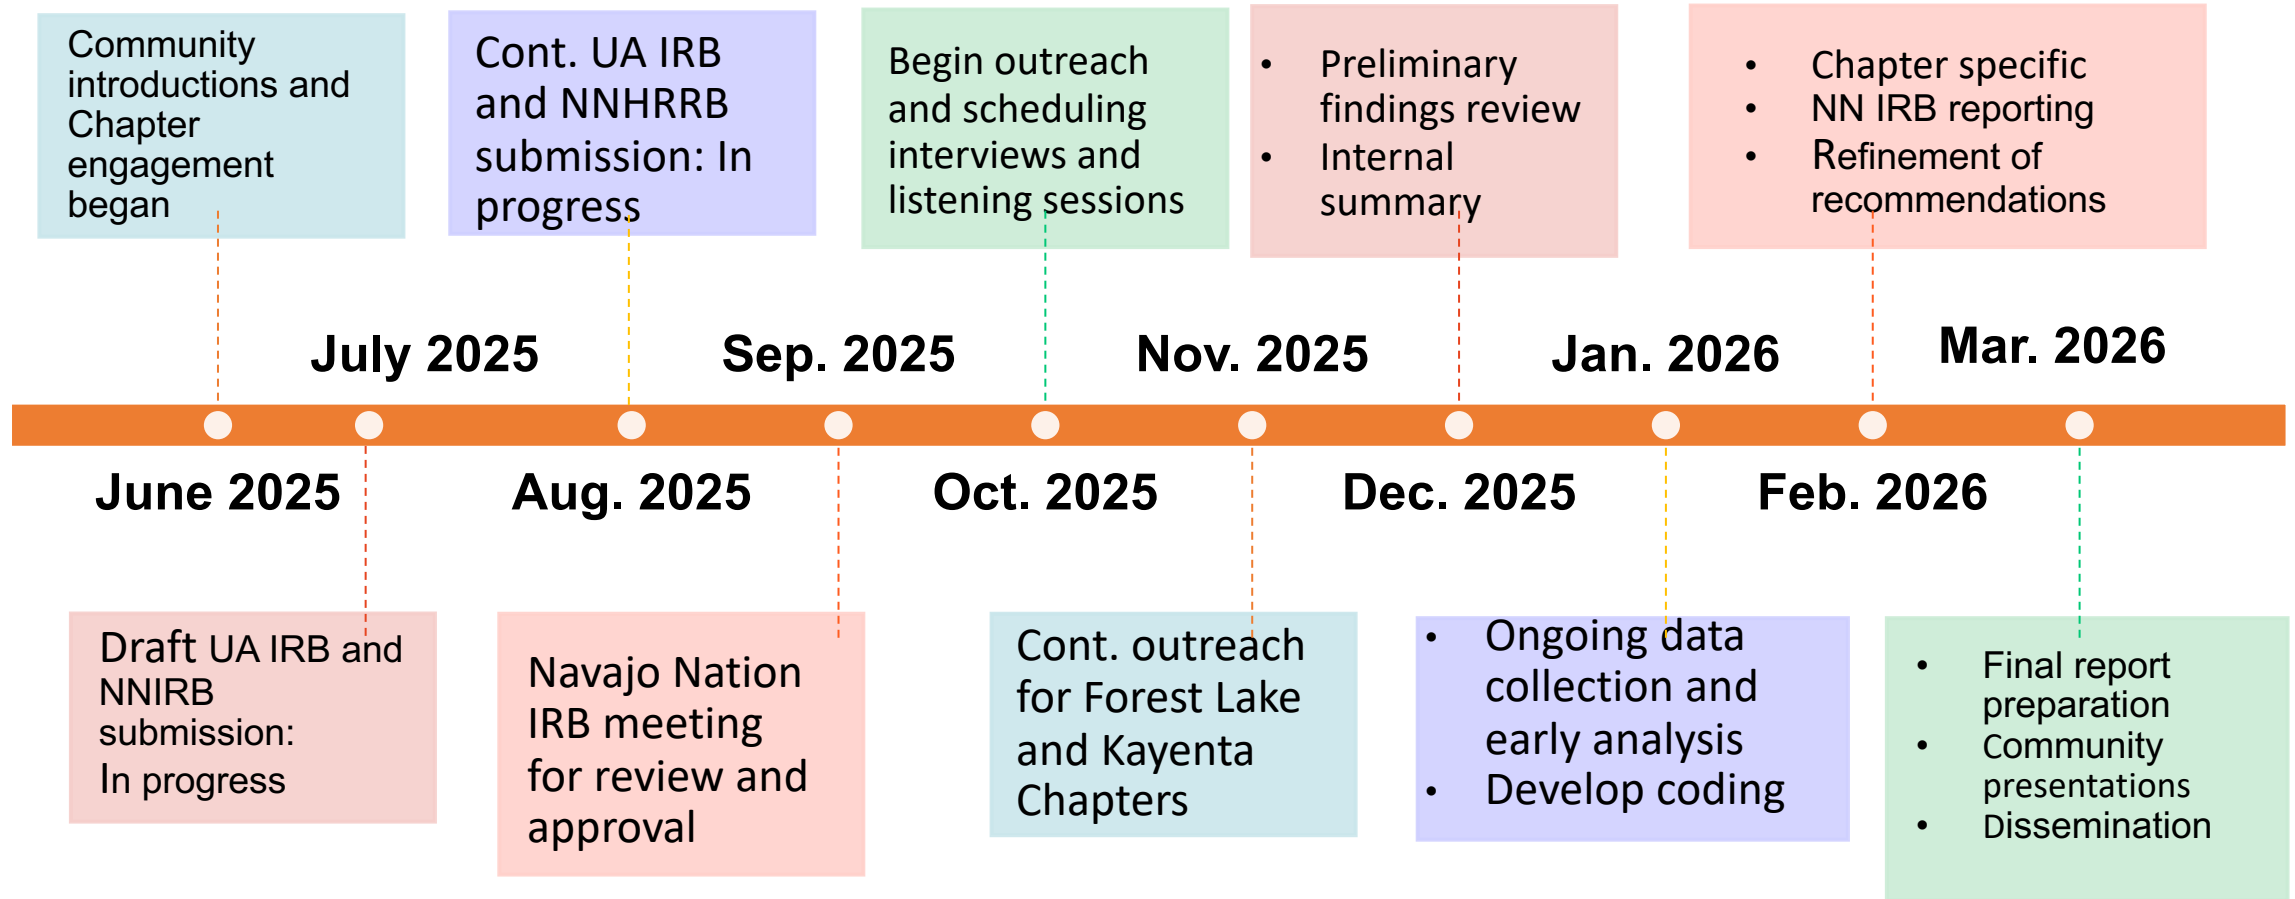 Community
introductions and
Chapter
engagement
began
Cont. UA IRB
and NNHRRB
submission: In
progress
Begin outreach
and scheduling
interviews and
listening sessions
• Preliminary
findings review
• Internal
summary
• Chapter specific
• NN IRB reporting
• Refinement of
recommendations
July 2025
Sep. 2025
Nov. 2025
Jan. 2026
Mar. 2026
June 2025
Aug. 2025
Oct. 2025
Dec. 2025
Feb. 2026
Draft UA IRB and
NNIRB
submission:
In progress
Navajo Nation
IRB meeting
for review and
approval
Cont. outreach
for Forest Lake
and Kayenta
Chapters
• Ongoing data
collection and
early analysis
• Develop coding
• Final report
preparation
• Community
presentations
• Dissemination